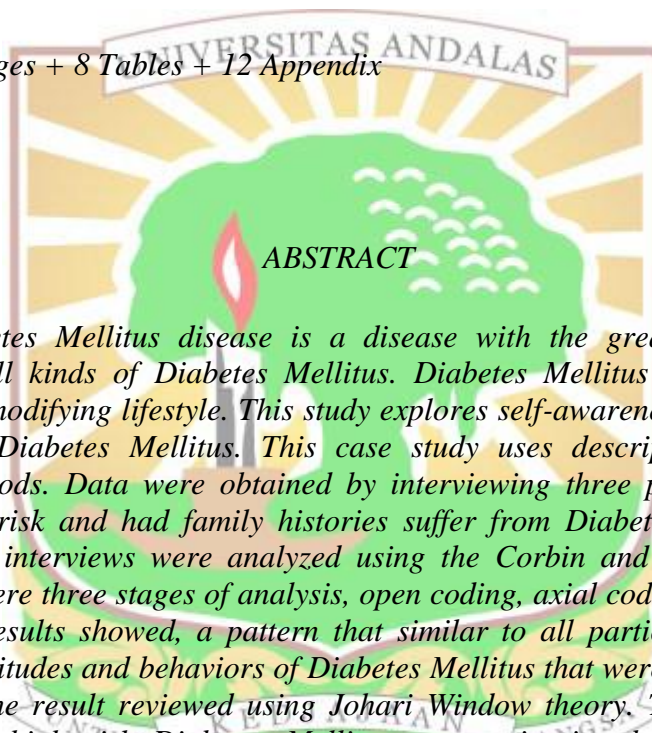 UNIVERSITAS ANDALAS
ges + 8 Tables + 12 Appendix
ABSTRACT
etes Mellitus disease is a disease with the grea
ll kinds of Diabetes Mellitus. Diabetes Mellitus
modifying lifestyle. This study explores self-awaren
Diabetes Mellitus. This case study uses descrip
ods. Data were obtained by interviewing three p
risk and had family histories suffer from Diabet
interviews were analyzed using the Corbin and
ere three stages of analysis, open coding, axial cod
esults showed, a pattern that similar to all partic
itudes and behaviors of Diabetes Mellitus that were
he result reviewed using Johari Window theory. T